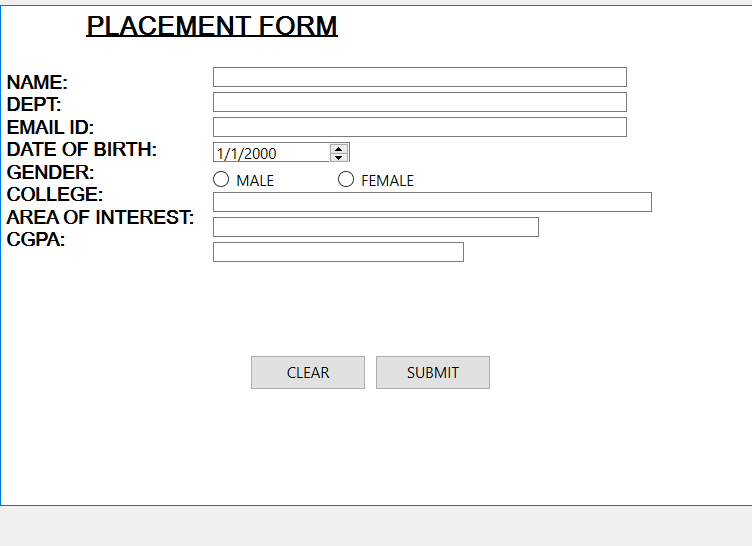 PLACEMENT FORM
NAME:
DEPT:
EMAIL ID:
DATE OF BIRTH: 1/1/2000
GENDER: MALE FEMALE
COLLEGE:
AREA OF INTEREST:
CGPA:
CLEAR SUBMIT